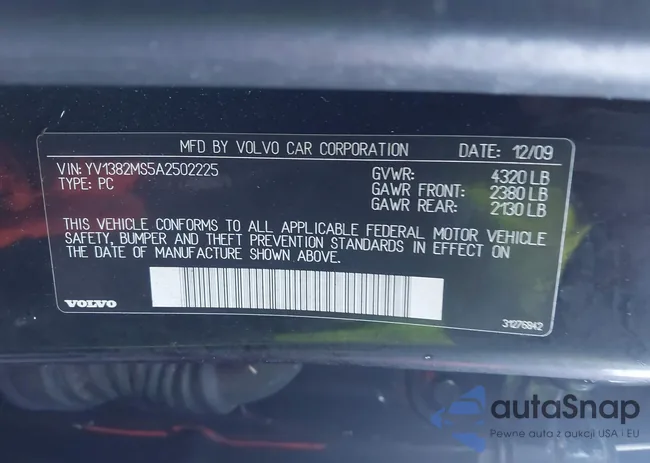 MFD BY VOLVO CAR CORPORATION DATE: 12/09
VIN: YV1382MS5A2502225 GVWR: 4320 LB
TYPE: PC GAWR FRONT: 2380 LB
GAWR REAR: 2130 LB
THIS VEHICLE CONFORMS TO ALL APPLICABLE FEDERAL MOTOR VEHICLE
SAFETY, BUMPER AND THEFT PREVENTION STANDARDS IN EFFECT ON
THE DATE OF MANUFACTURE SHOWN ABOVE.
VOLVO
31276842
autaSnap
Pewne auta z aukcji USA i EU